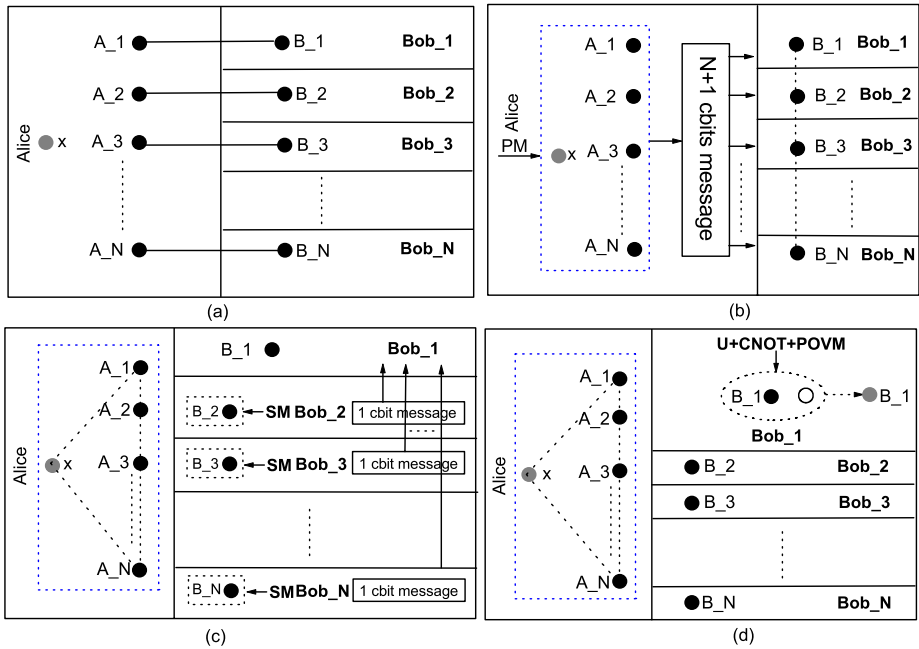 A_1 B_1 Bob_1
A_2 B_2 Bob_2
Alice x A_3 B_3 Bob_3
A_N B_N Bob_N
(a)
A_1 B_1 Bob_1
A_2 B_2 Bob_2
Alice
PM x A_3 B_3 Bob_3
A_N B_N Bob_N
N+1 cbits message
(b)
A_1 B_1 Bob_1
A_2 B_2 SM Bob_2 1 cbit message
Alice x A_3 B_3 SM Bob_3 1 cbit message
A_N B_N SM Bob_N 1 cbit message
(c)
U+CNOT+POVM
A_1 B_1 B_1
A_2 Bob_1
Alice x A_3 B_2 Bob_2
B_3 Bob_3
A_N B_N Bob_N
(d)